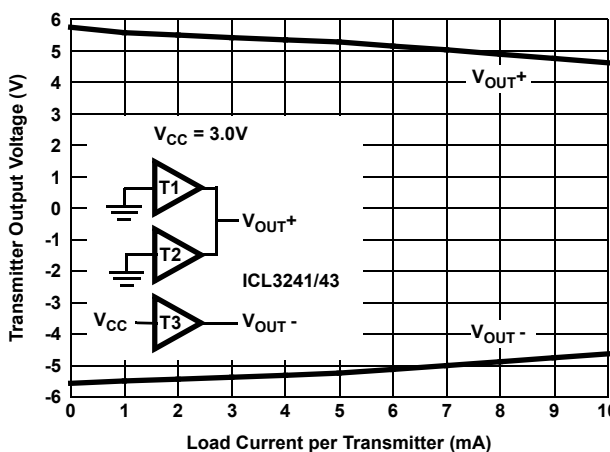 Transmitter Output Voltage (V)
6
5
4
3
2
1
0
-1
-2
-3
-4
-5
-6
VOUT+
VCC = 3.0V
T1
VOUT+
T2
ICL3241/43
VCC
T3
VOUT -
VOUT -
0 1 2 3 4 5 6 7 8 9 10
Load Current per Transmitter (mA)